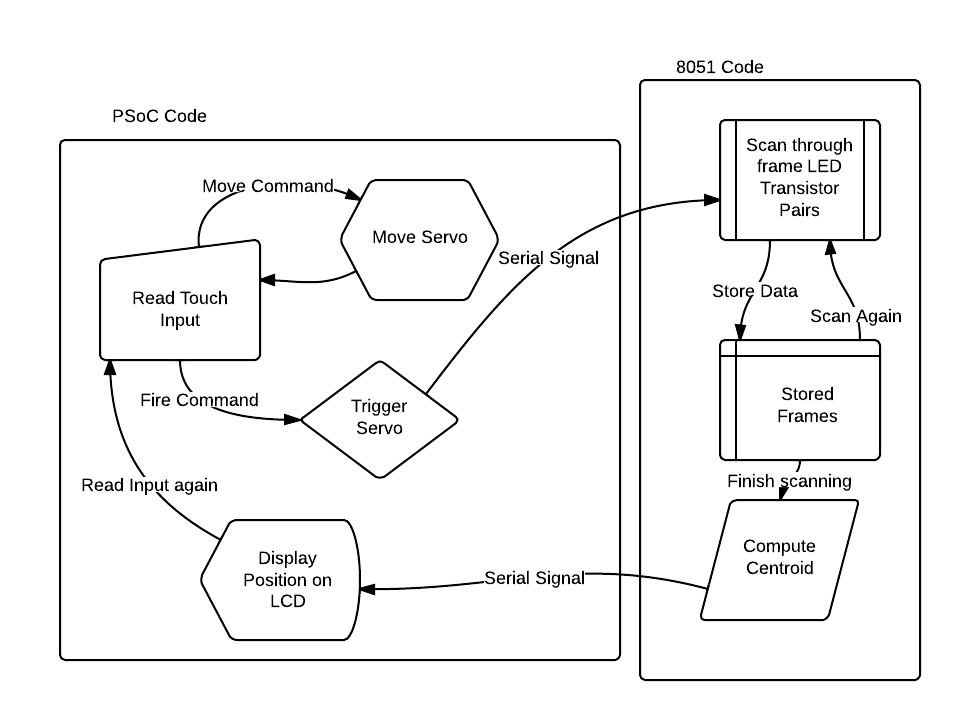 8051 Code
PSoC Code
Scan through
frame LED
Transistor
Pairs
Move Command
Move Servo
Serial Signal
Read Touch
Input
Store Data
Scan Again
Fire Command
Trigger
Servo
Stored
Frames
Read Input again
Finish scanning
Display
Position on
LCD
Serial Signal
Compute
Centroid